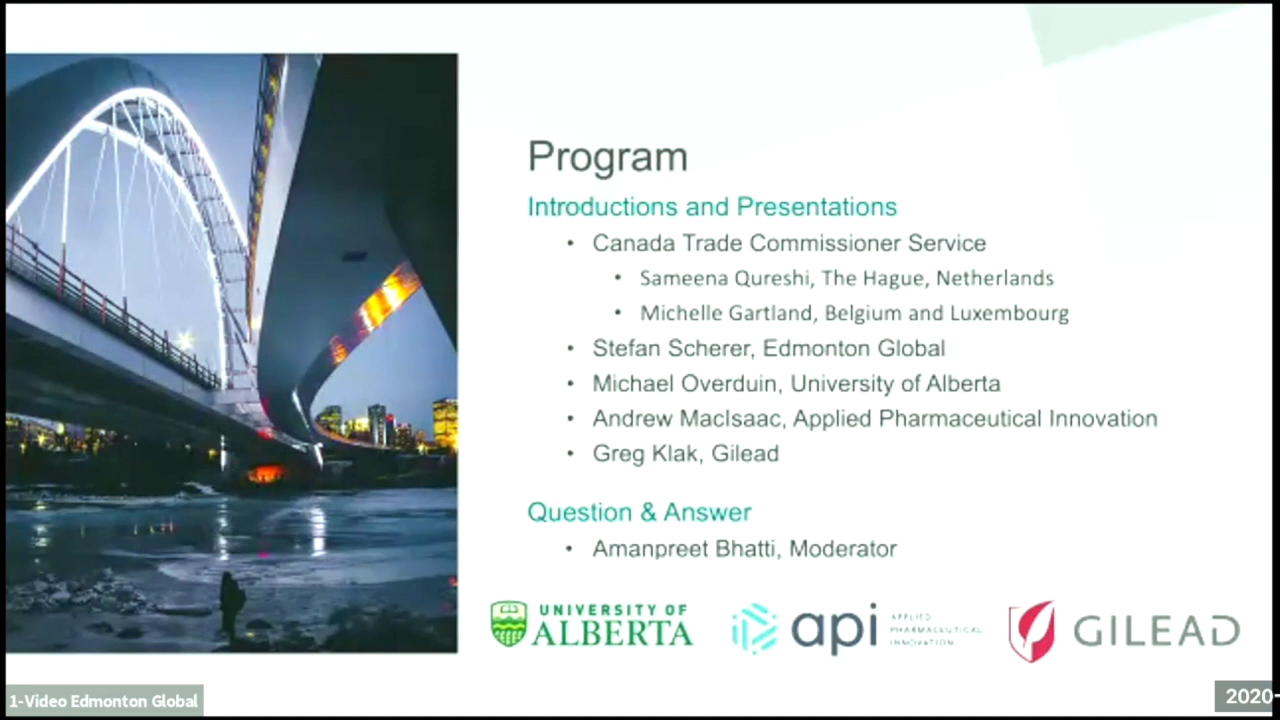 Program
Introductions and Presentations
• Canada Trade Commissioner Service
• Sameena Qureshi, The Hague, Netherlands
• Michelle Gartland, Belgium and Luxembourg
• Stefan Scherer, Edmonton Global
• Michael Overduin, University of Alberta
• Andrew MacIsaac, Applied Pharmaceutical Innovation
• Greg Klak, Gilead
Question & Answer
• Amanpreet Bhatti, Moderator
UNIVERSITY OF
ALBERTA
api
APPLIED
PHARMACEUTICAL
INNOVATION
GILEAD
1-Video Edmonton Global
2020-